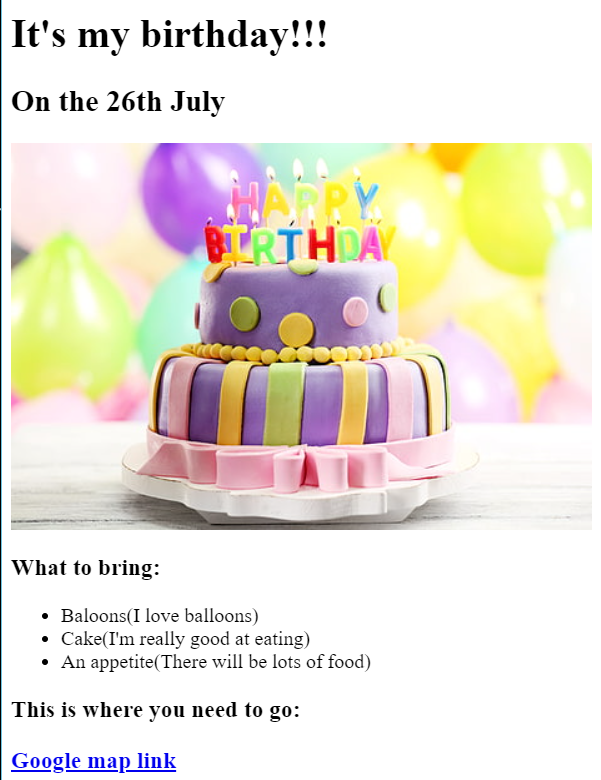 It's my birthday!!!
On the 26th July
HAPPY
BIRTHDAY
What to bring:
Baloons(I love balloons)
Cake(I'm really good at eating)
An appetite(There will be lots of food)
This is where you need to go:
Google map link